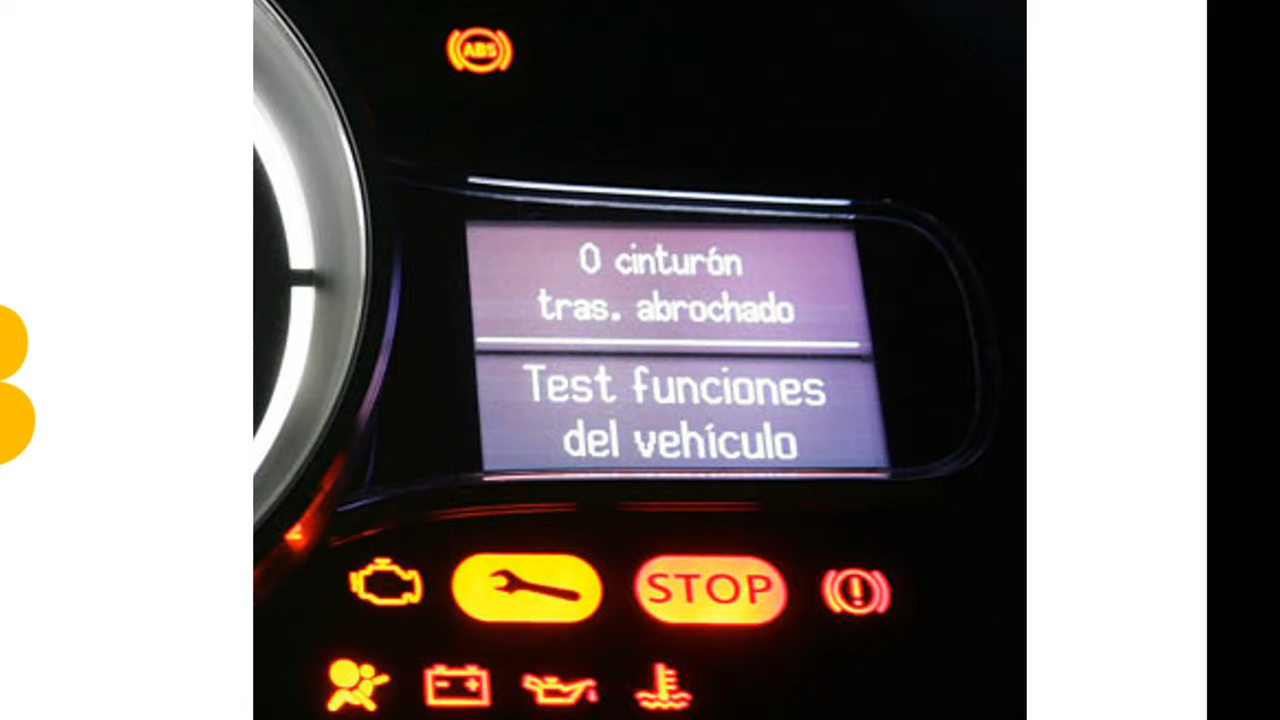 ABS
0 cinturón
tras. abrochado
Test funciones
del vehículo
STOP